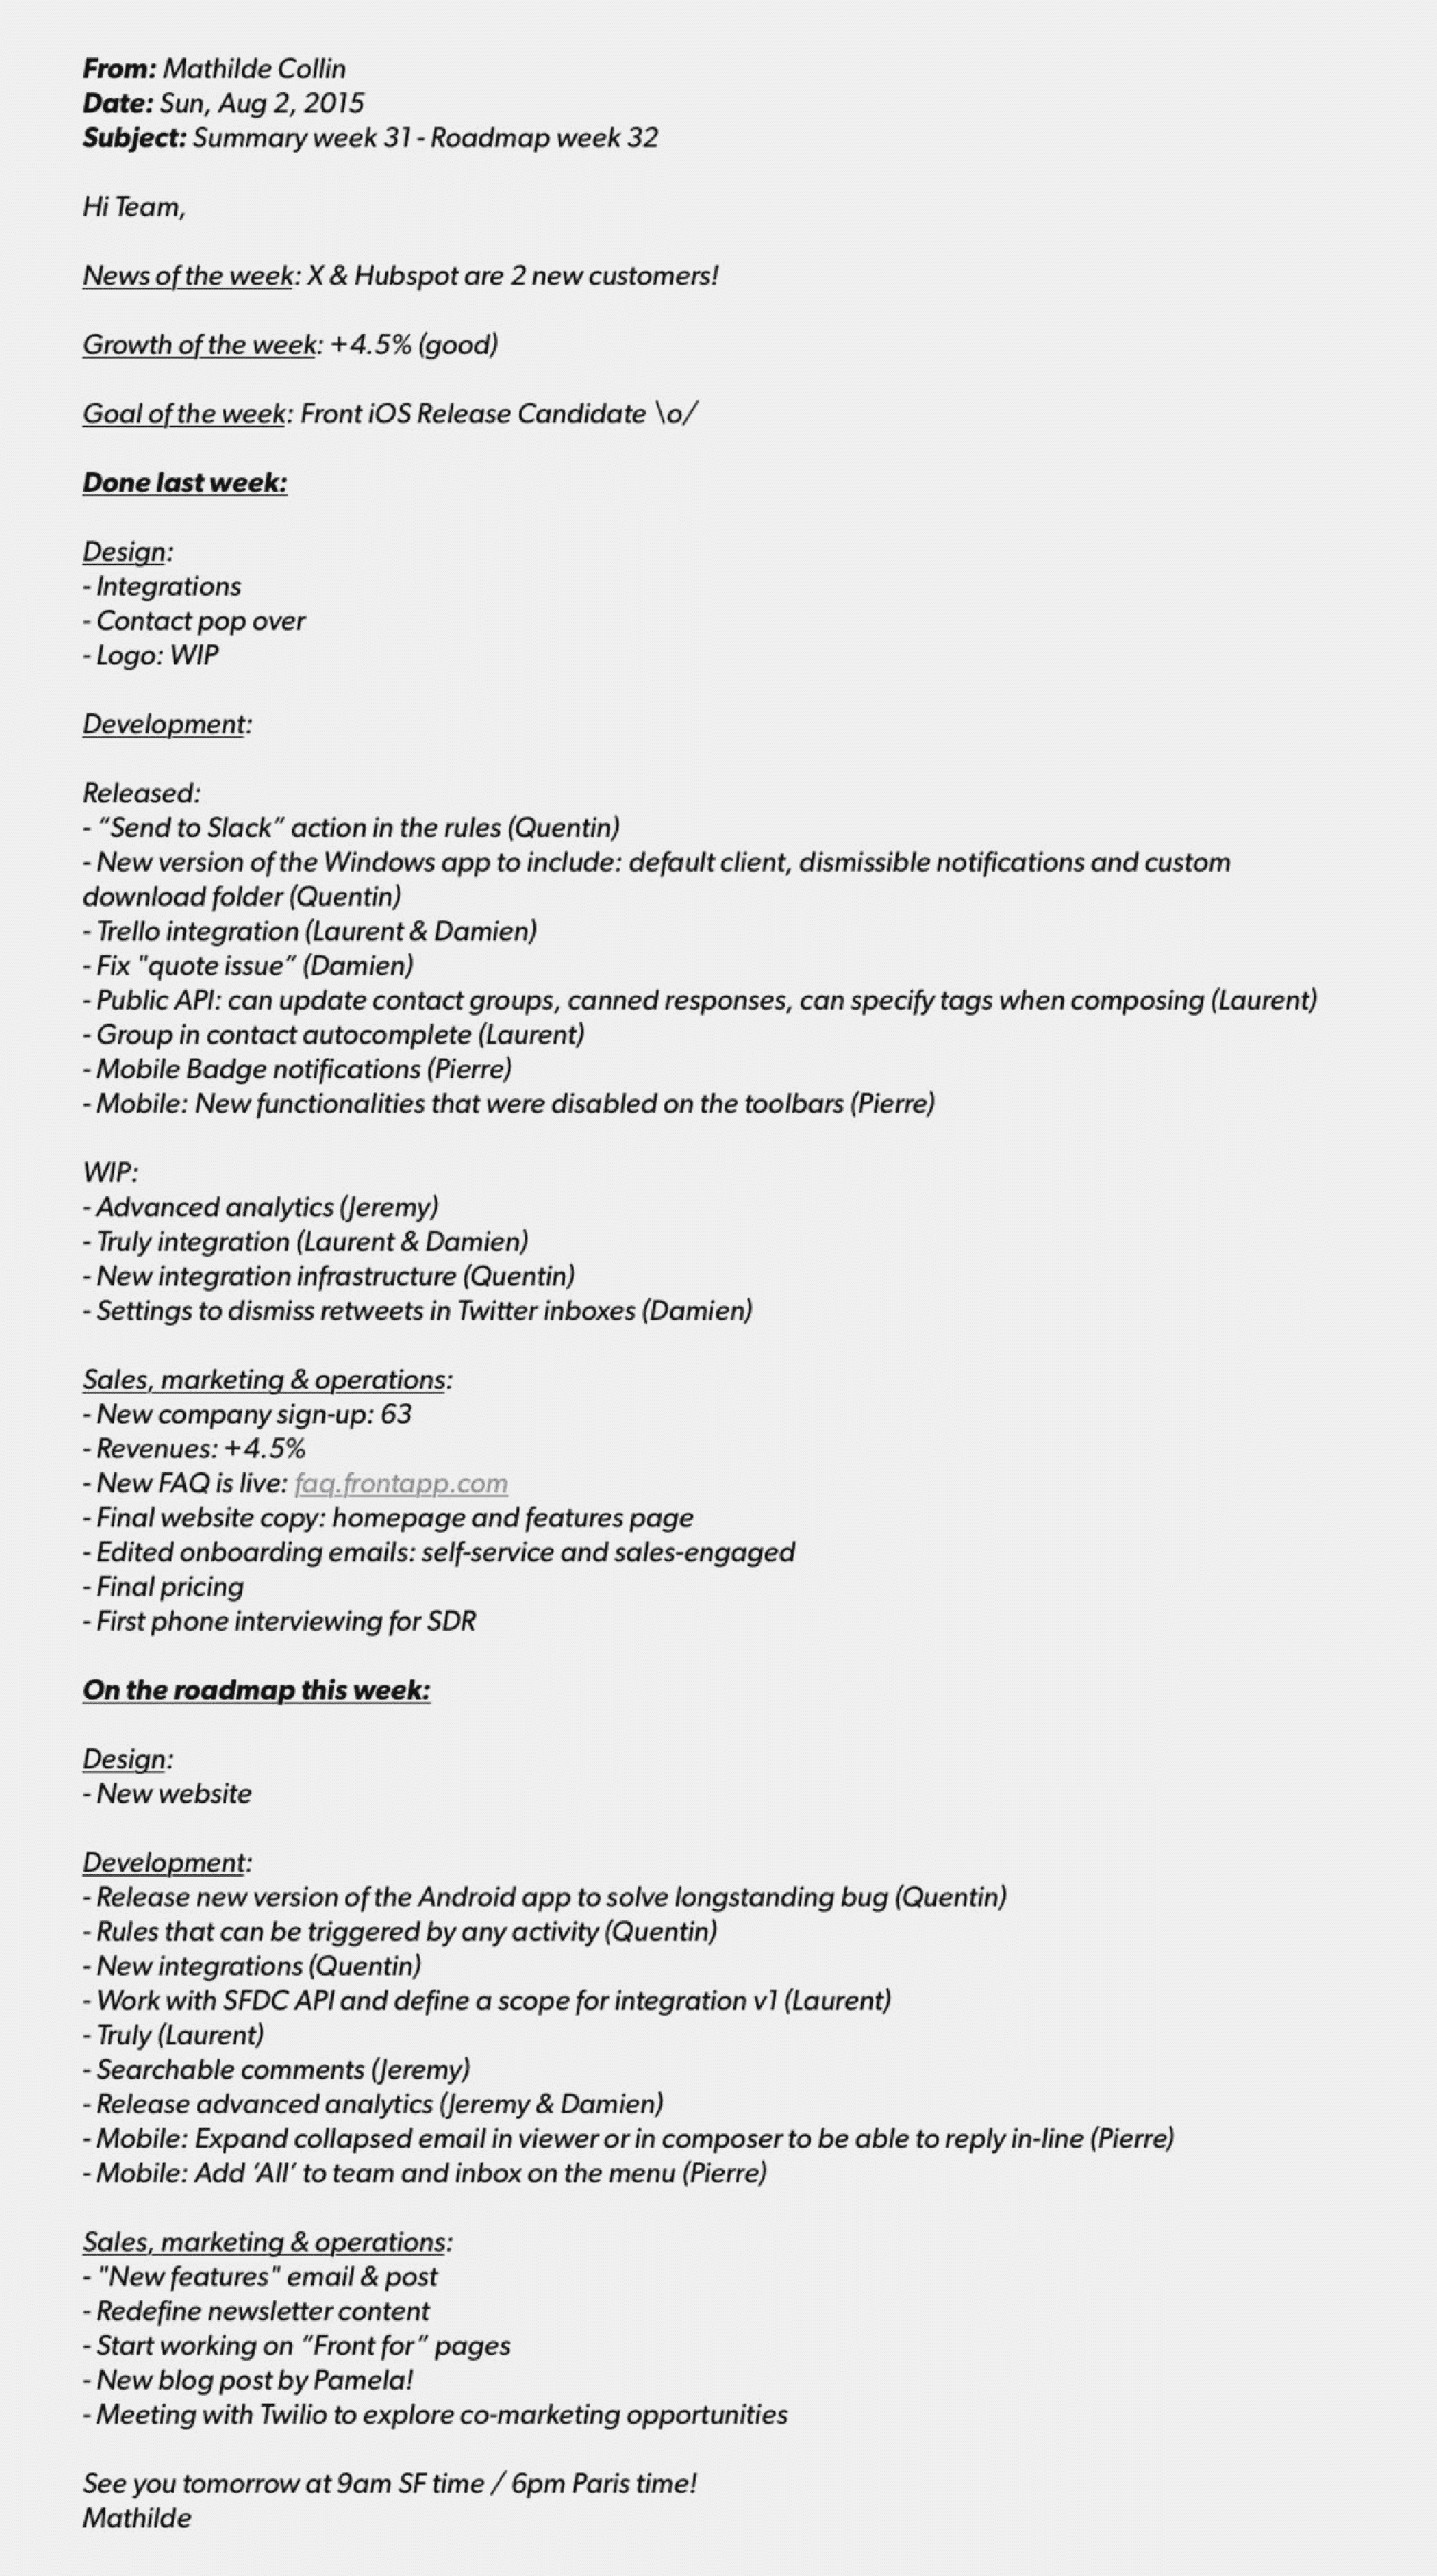 From: Mathilde Collin
Date: Sun, Aug 2, 2015
Subject: Summary week 31 - Roadmap week 32
Hi Team,
News of the week: X & Hubspot are 2 new customers!
Growth of the week: +4.5% (good)
Goal of the week: Front iOS Release Candidate \o/
Done last week:
Design:
- Integrations
- Contact pop over
- Logo: WIP
Development:
Released:
- “Send to Slack” action in the rules (Quentin)
- New version of the Windows app to include: default client, dismissible notifications and custom
download folder (Quentin)
- Trello integration (Laurent & Damien)
- Fix "quote issue” (Damien)
- Public API: can update contact groups, canned responses, can specify tags when composing (Laurent)
- Group in contact autocomplete (Laurent)
- Mobile Badge notifications (Pierre)
- Mobile: New functionalities that were disabled on the toolbars (Pierre)
WIP:
- Advanced analytics (Jeremy)
- Truly integration (Laurent & Damien)
- New integration infrastructure (Quentin)
- Settings to dismiss retweets in Twitter inboxes (Damien)
Sales, marketing & operations:
- New company sign-up: 63
- Revenues: +4.5%
- New FAQ is live: faq.frontapp.com
- Final website copy: homepage and features page
- Edited onboarding emails: self-service and sales-engaged
- Final pricing
- First phone interviewing for SDR
On the roadmap this week:
Design:
- New website
Development:
- Release new version of the Android app to solve longstanding bug (Quentin)
- Rules that can be triggered by any activity (Quentin)
- New integrations (Quentin)
- Work with SFDC API and define a scope for integration v1 (Laurent)
- Truly (Laurent)
- Searchable comments (Jeremy)
- Release advanced analytics (Jeremy & Damien)
- Mobile: Expand collapsed email in viewer or in composer to be able to reply in-line (Pierre)
- Mobile: Add ‘All’ to team and inbox on the menu (Pierre)
Sales, marketing & operations:
- "New features" email & post
- Redefine newsletter content
- Start working on “Front for” pages
- New blog post by Pamela!
- Meeting with Twilio to explore co-marketing opportunities
See you tomorrow at 9am SF time / 6pm Paris time!
Mathilde